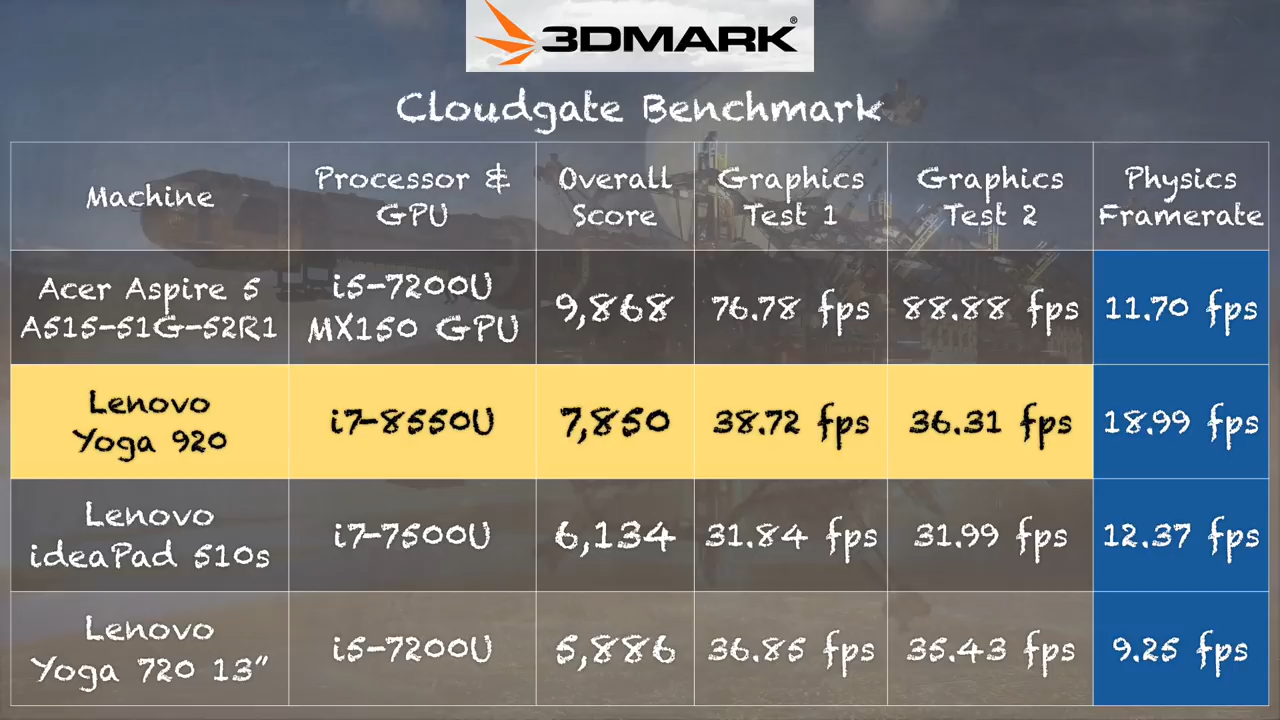 3DMARK®
Cloudgate Benchmark
Machine
Processor &
GPU
Overall
Score
Graphics
Test 1
Graphics
Test 2
Physics
Framerate
Acer Aspire 5
A515-51G-52R1
i5-7200U
MX150 GPU
9,868
76.78 fps
88.88 fps
11.70 fps
Lenovo
Yoga 920
i7-8550U
7,850
38.72 fps
36.31 fps
18.99 fps
Lenovo
ideaPad 510s
i7-7500U
6,134
31.84 fps
31.99 fps
12.37 fps
Lenovo
Yoga 720 13”
i5-7200U
5,886
36.85 fps
35.43 fps
9.25 fps